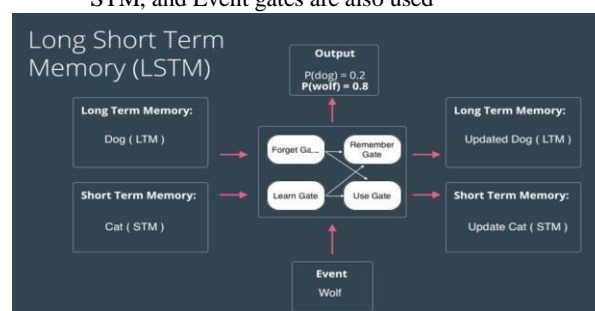 STM, and Event gates are also used
Long Short Term
Memory (LSTM)
Output
P(dog) = 0.2
P(wolf) = 0.8
Long Term Memory:
Dog ( LTM )
Short Term Memory:
Cat ( STM )
Forget Ga...
Remember
Gate
Learn Gate
Use Gate
Long Term Memory:
Updated Dog ( LTM )
Short Term Memory:
Update Cat ( STM )
Event
Wolf